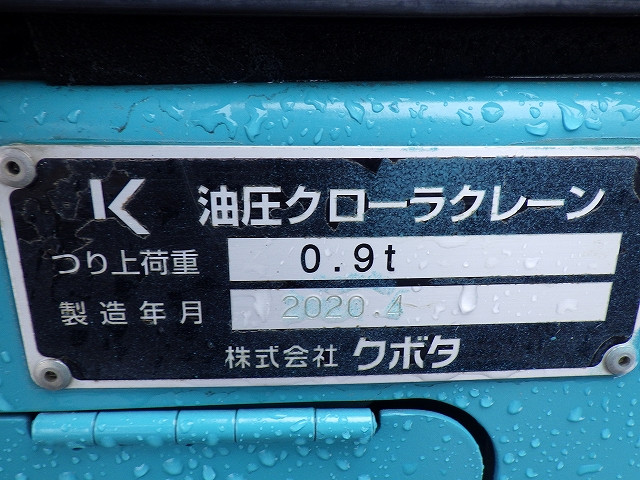 K 油圧クローラクレーン
つり上荷重 0.9t
製造年月 2020.4
株式会社 クボタ